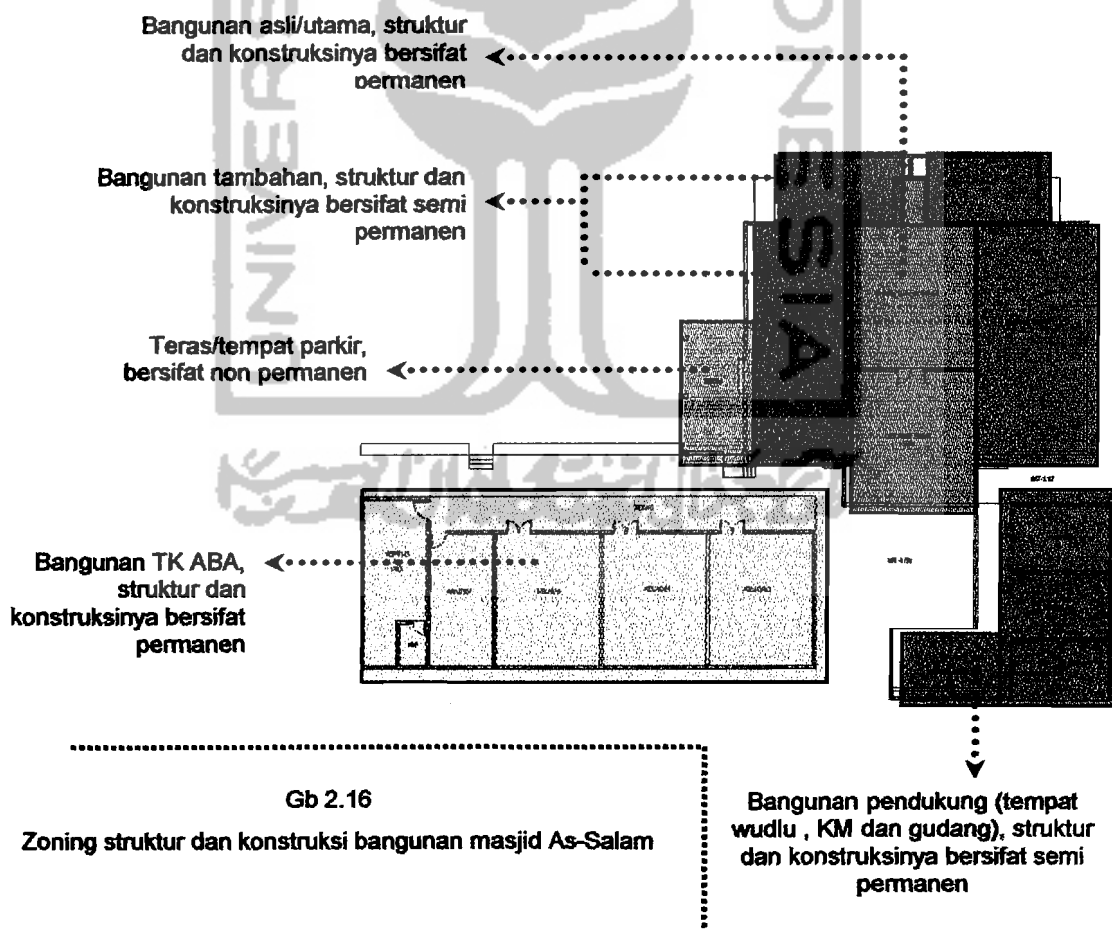 Bangunan asli/utama, struktur
dan konstruksinya bersifat
permanen
Bangunan tambahan, struktur dan
konstruksinya bersifat semi
permanen
Teras/tempat parkir,
bersifat non permanen
Bangunan TK ABA,
struktur dan
konstruksinya bersifat
permanen
Gb 2.16
Zoning struktur dan konstruksi bangunan masjid As-Salam
Bangunan pendukung (tempat
wudlu , KM dan gudang), struktur
dan konstruksinya bersifat semi
permanen